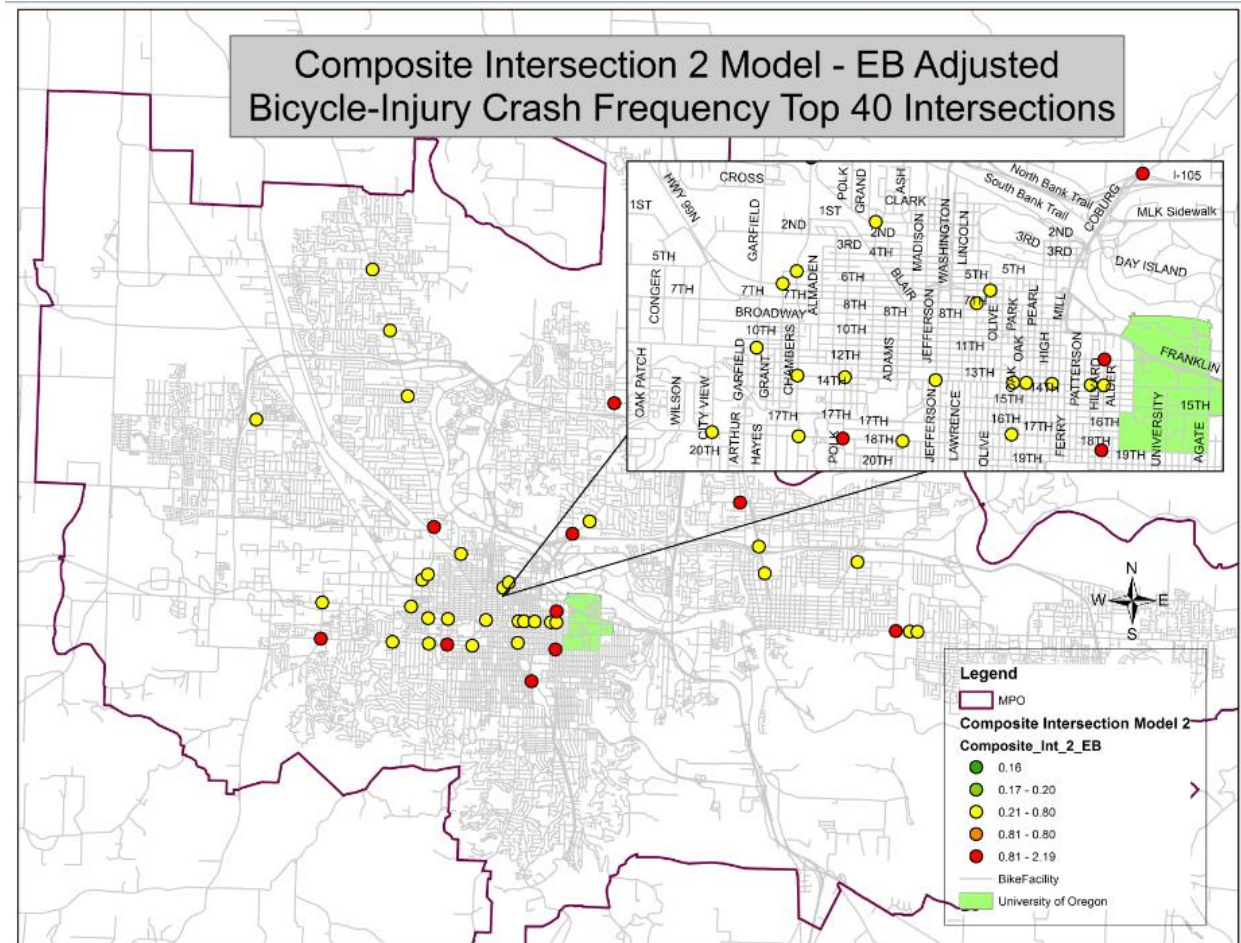 Composite Intersection 2 Model - EB Adjusted
Bicycle-Injury Crash Frequency Top 40 Intersections
CROSS
HWY 99N
1ST
GARFIELD
2ND
5TH
7TH
CONGER
7TH
7TH
ALMADEN
BROADWAY
10TH
OAK PATCH
WILSON
CITY VIEW
GARFIELD
GRANT
CHAMBERS
ARTHUR
HAYES
20TH
17TH
POLK
GRAND
1ST
ASH
CLARK
2ND
3RD
4TH
MADISON
WASHINGTON
LINCOLN
6TH
BLAIR
8TH
8TH
8TH
10TH
12TH
14TH
ADAMS
JEFFERSON
17TH
17TH
POLK
18TH
20TH
JEFFERSON
LAWRENCE
5TH
5TH
7TH
OLIVE
PARK
PEARL
MILL
11TH
13TH
OAK
OAK
HIGH
14TH
15TH
16TH
17TH
OLIVE
FERRY
19TH
PATTERSON
HILYARD
ALDER
16TH
18TH
19TH
North Bank Trail
South Bank Trail
COBURG
I-105
MLK Sidewalk
2ND
3RD
3RD
DAY ISLAND
FRANKLIN
15TH
UNIVERSITY
AGATE
N
W
E
S
Legend
MPO
Composite Intersection Model 2
Composite_Int_2_EB
0.16
0.17 - 0.20
0.21 - 0.80
0.81 - 0.80
0.81 - 2.19
BikeFacility
University of Oregon